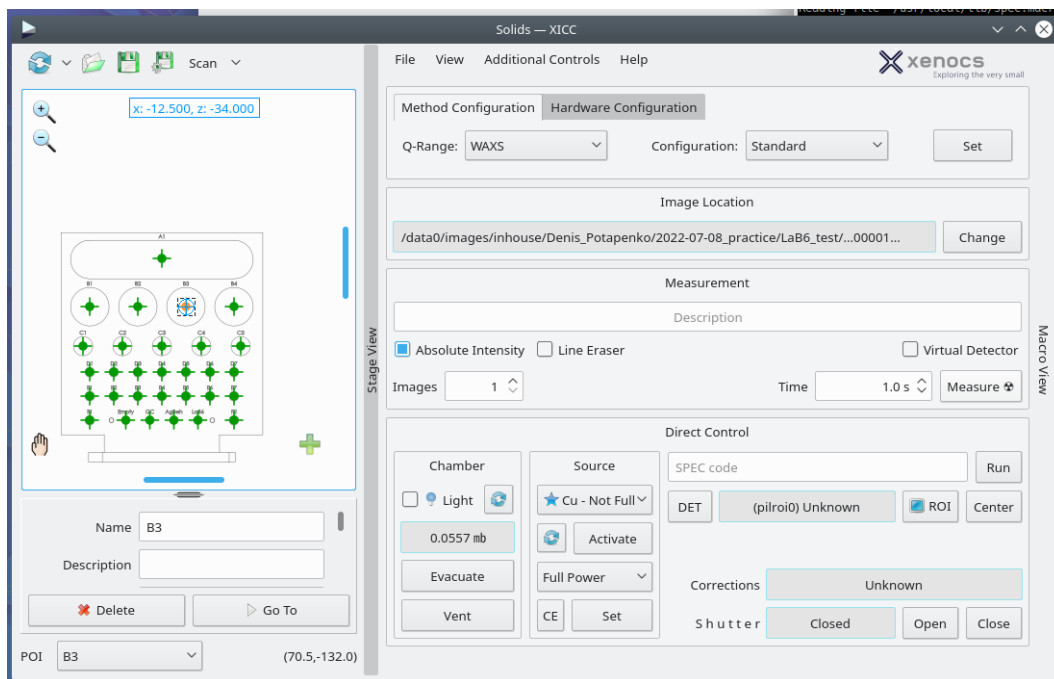 Solids — XICC
Scan
File View Additional Controls Help
xenocs
Exploring the very small
x: -12.500, z: -34.000
Method Configuration Hardware Configuration
Q-Range: WAXS Configuration: Standard Set
Image Location
/data0/images/inhouse/Denis_Potapenko/2022-07-08_practice/LaB6_test/...00001... Change
Measurement
Description
Absolute Intensity Line Eraser Virtual Detector
Images 1 Time 1.0 s Measure ☢
Stage View
Macro View
A1
B1 B2 B3 B4
C1 C2 C3 C4 C5
Empty
Direct Control
Chamber Source SPEC code Run
Light Cu - Not Full DET (pilroi0) Unknown ROI Center
0.0557 mb Activate
Evacuate Full Power Corrections Unknown
Vent CE Set Shutter Closed Open Close
Name B3
Description
Delete Go To
POI B3 (70.5,-132.0)